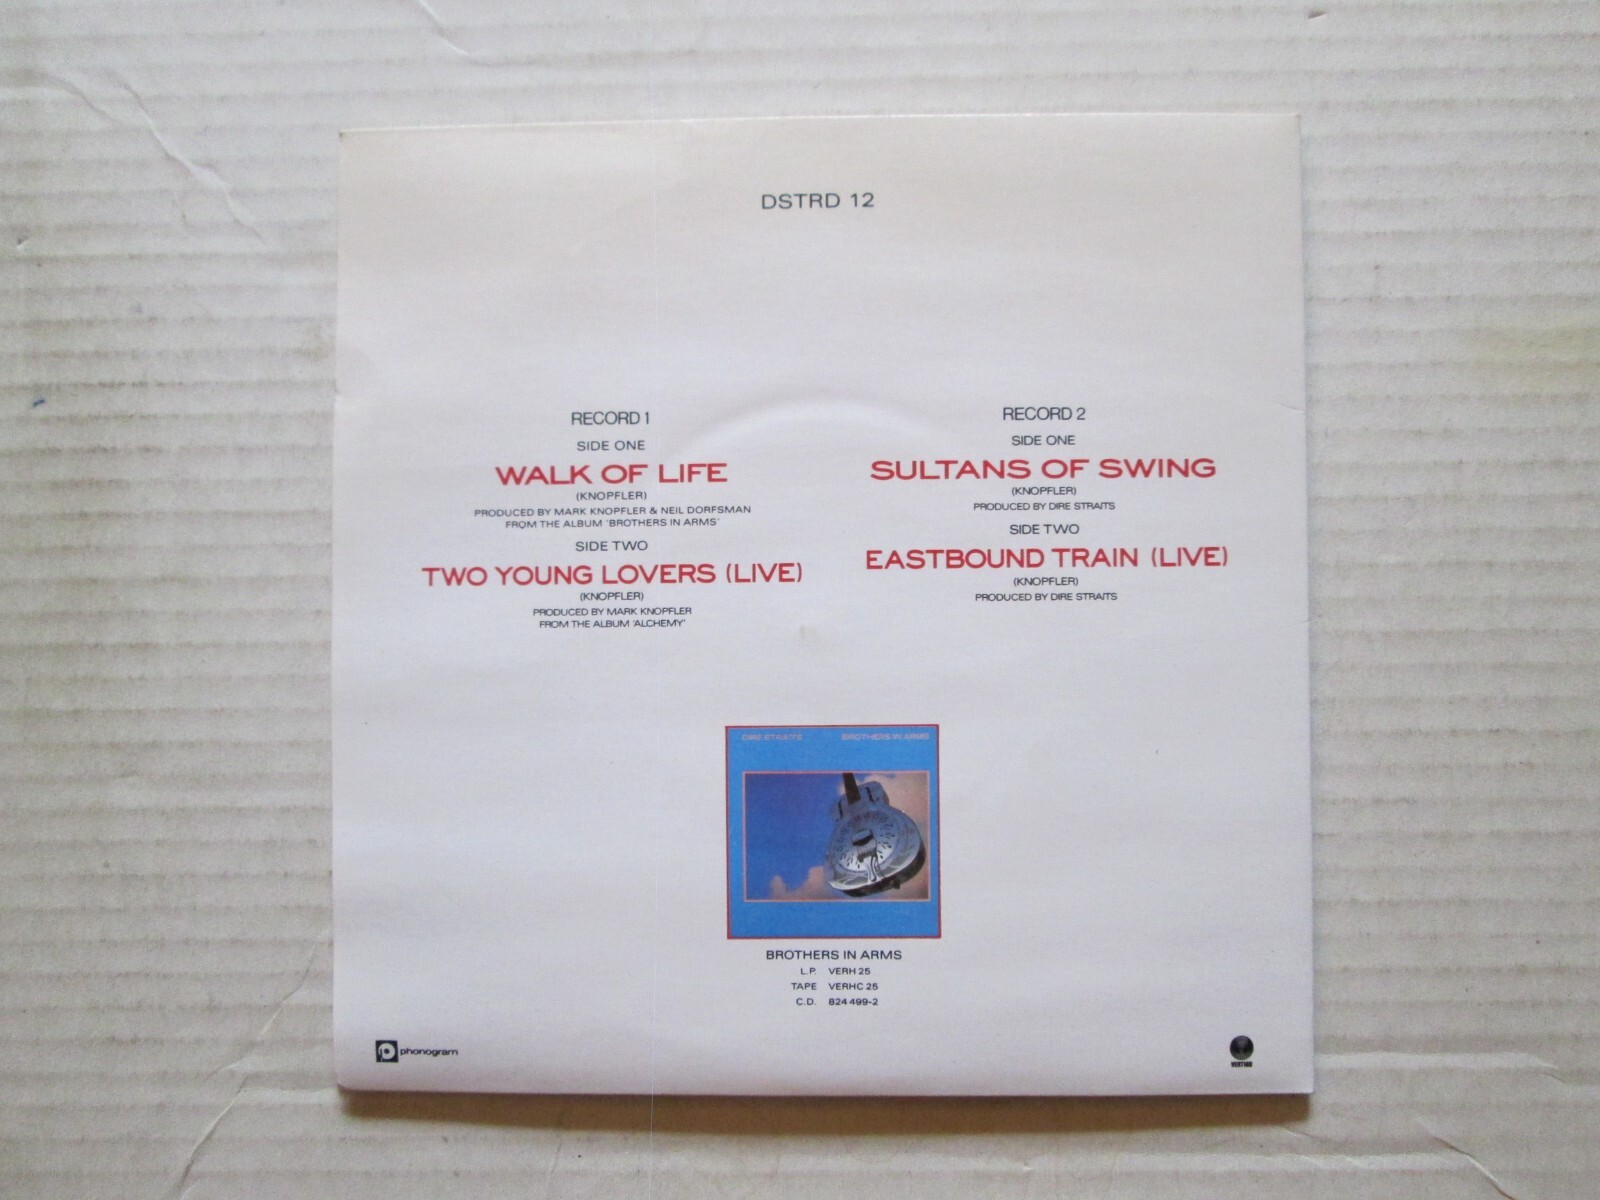 DSTRD 12
RECORD 1
SIDE ONE
WALK OF LIFE
(KNOPFLER)
PRODUCED BY MARK KNOPFLER & NEIL DORFSMAN
FROM THE ALBUM 'BROTHERS IN ARMS'
SIDE TWO
TWO YOUNG LOVERS (LIVE)
(KNOPFLER)
PRODUCED BY MARK KNOPFLER
FROM THE ALBUM 'ALCHEMY'
RECORD 2
SIDE ONE
SULTANS OF SWING
(KNOPFLER)
PRODUCED BY DIRE STRAITS
SIDE TWO
EASTBOUND TRAIN (LIVE)
(KNOPFLER)
PRODUCED BY DIRE STRAITS
DIRE STRAITS BROTHERS IN ARMS
BROTHERS IN ARMS
L.P. VERH 25
TAPE VERHC 25
C.D. 824 499-2
phonogram
VERTIGO